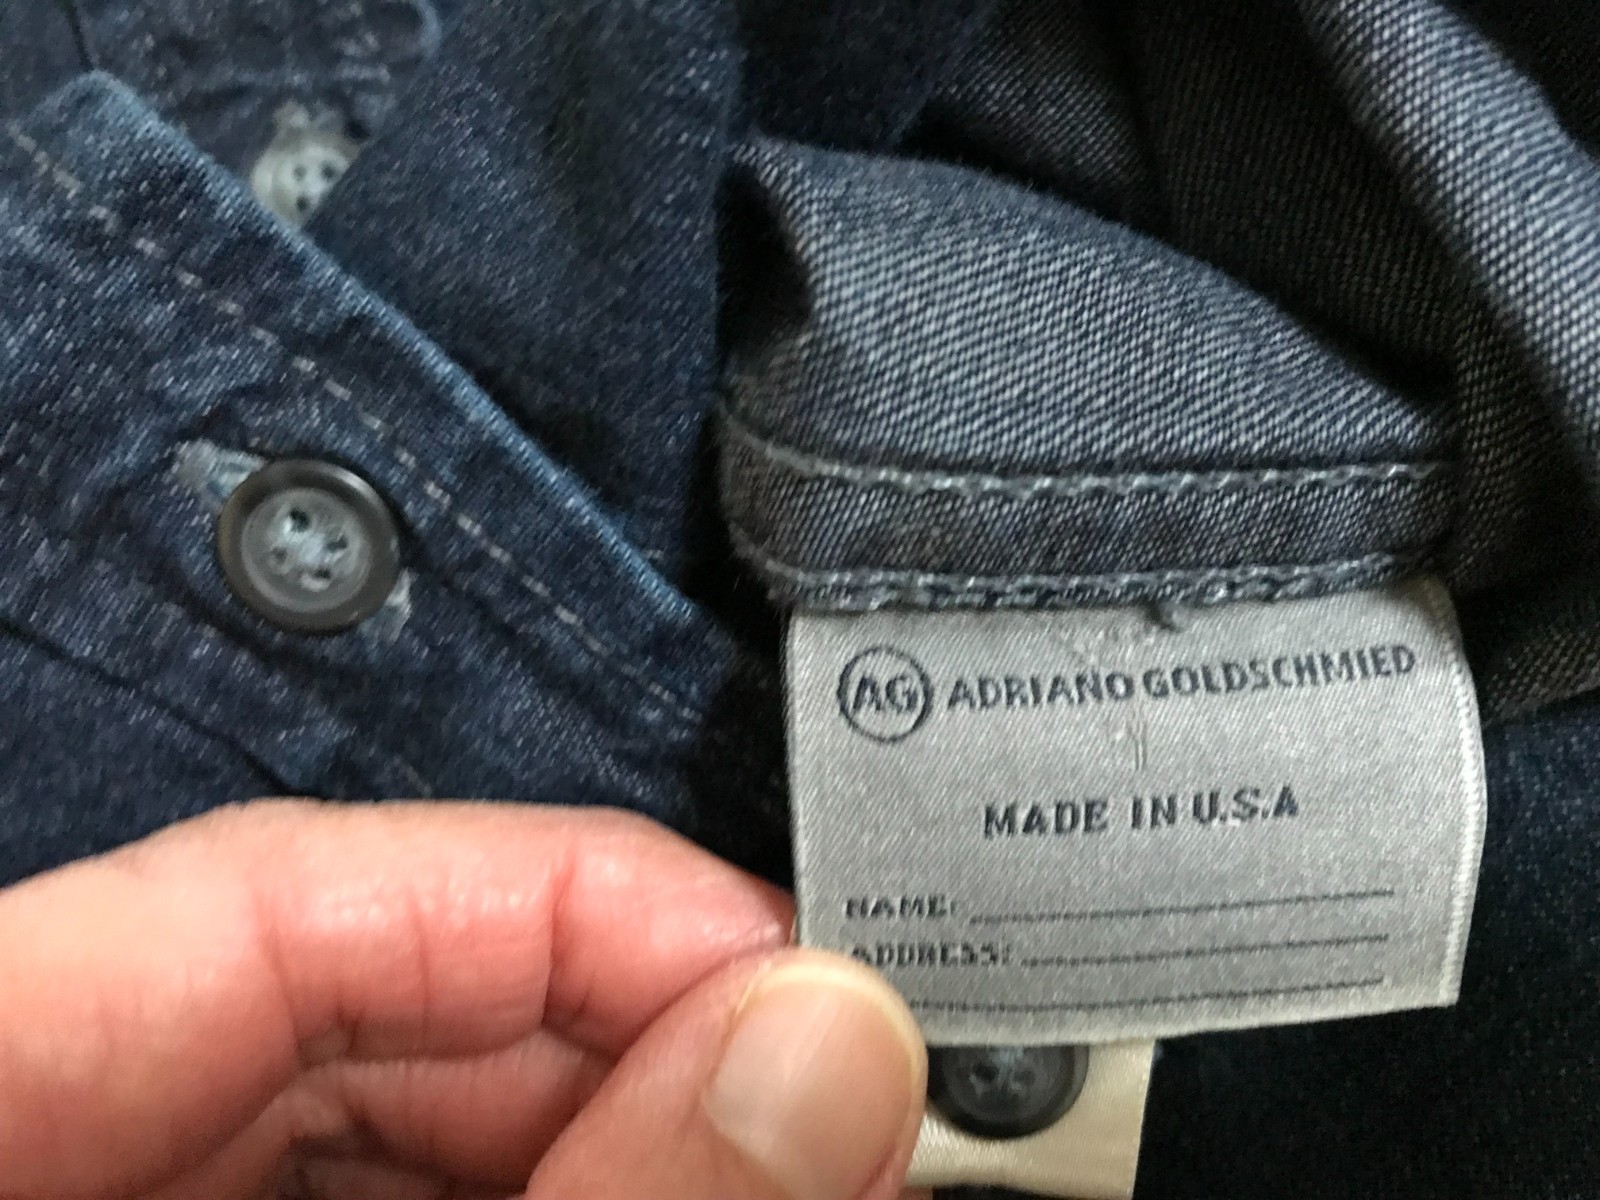 AG ADRIANO GOLDSCHMIED
MADE IN U.S.A
NAME:
ADDRESS: